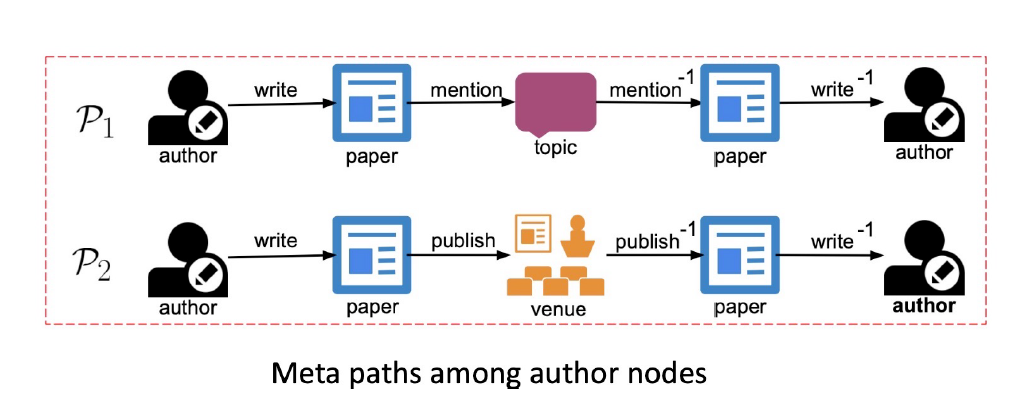 𝒫1
write
mention
mention-1
write-1
author
paper
topic
paper
author
𝒫2
write
publish
publish-1
write-1
author
paper
venue
paper
author
Meta paths among author nodes